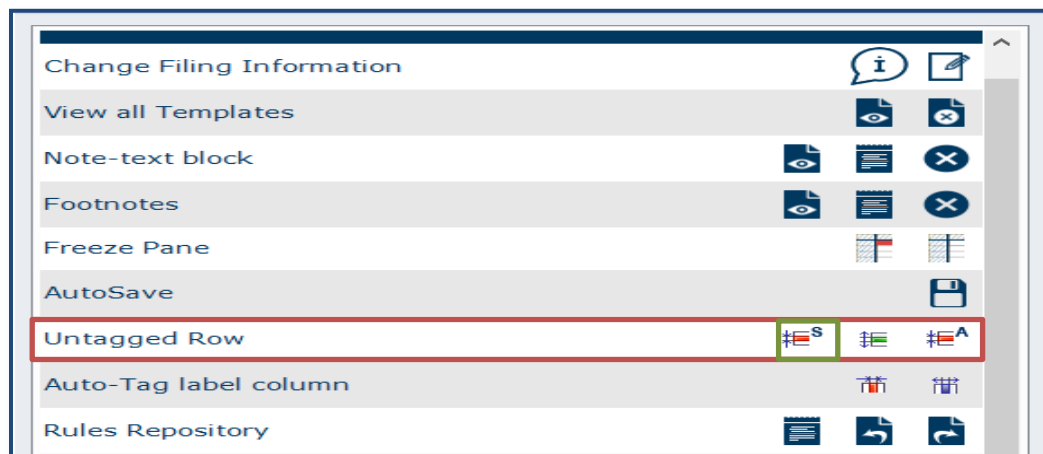 Change Filing Information i
View all Templates
Note-text block
Footnotes
Freeze Pane
AutoSave
Untagged Row S A
Auto-Tag label column
Rules Repository